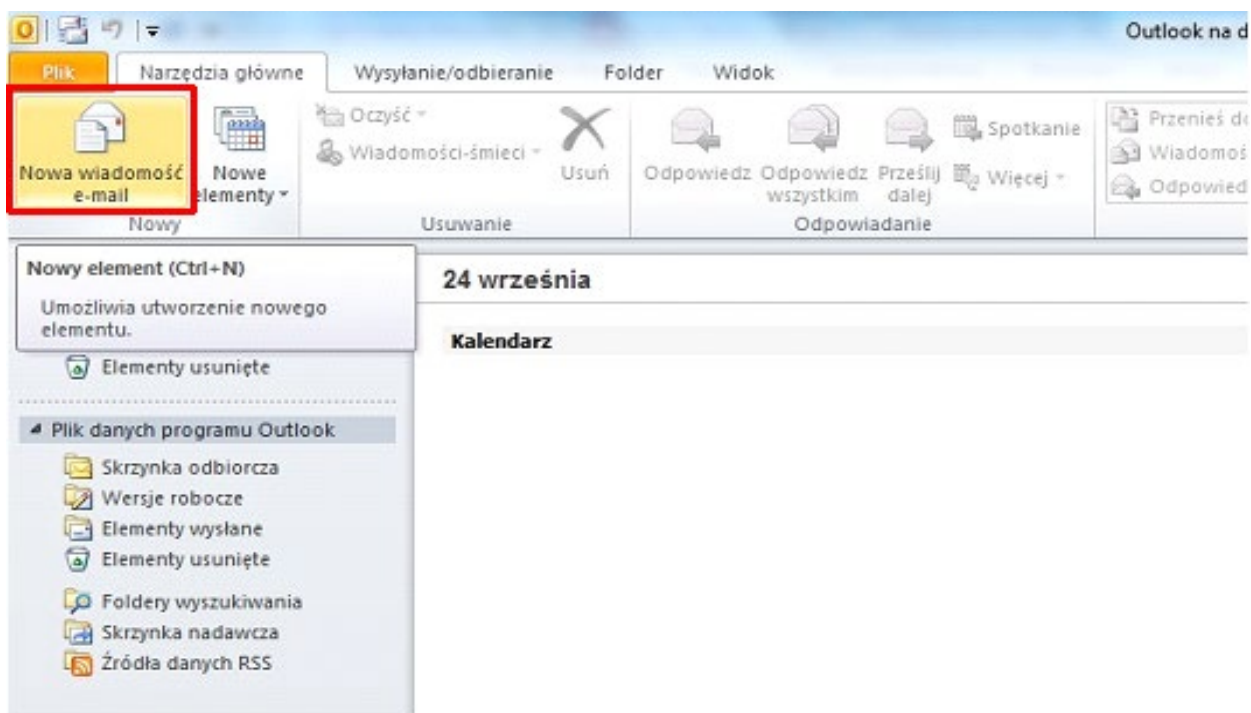 Outlook na d
Plik Narzędzia główne Wysyłanie/odbieranie Folder Widok
Nowa wiadomość
e-mail
Nowe
elementy
Nowy
Oczyść
Wiadomości-śmieci
Usuń
Usuwanie
Odpowiedz
Odpowiedz
wszystkim
Prześlij
dalej
Spotkanie
Więcej
Odpowiadanie
Przenieś do
Wiadomoś
Odpowied
Nowy element (Ctrl+N)
Umożliwia utworzenie nowego
elementu.
Elementy usunięte
Plik danych programu Outlook
Skrzynka odbiorcza
Wersje robocze
Elementy wysłane
Elementy usunięte
Foldery wyszukiwania
Skrzynka nadawcza
Źródła danych RSS
24 września
Kalendarz